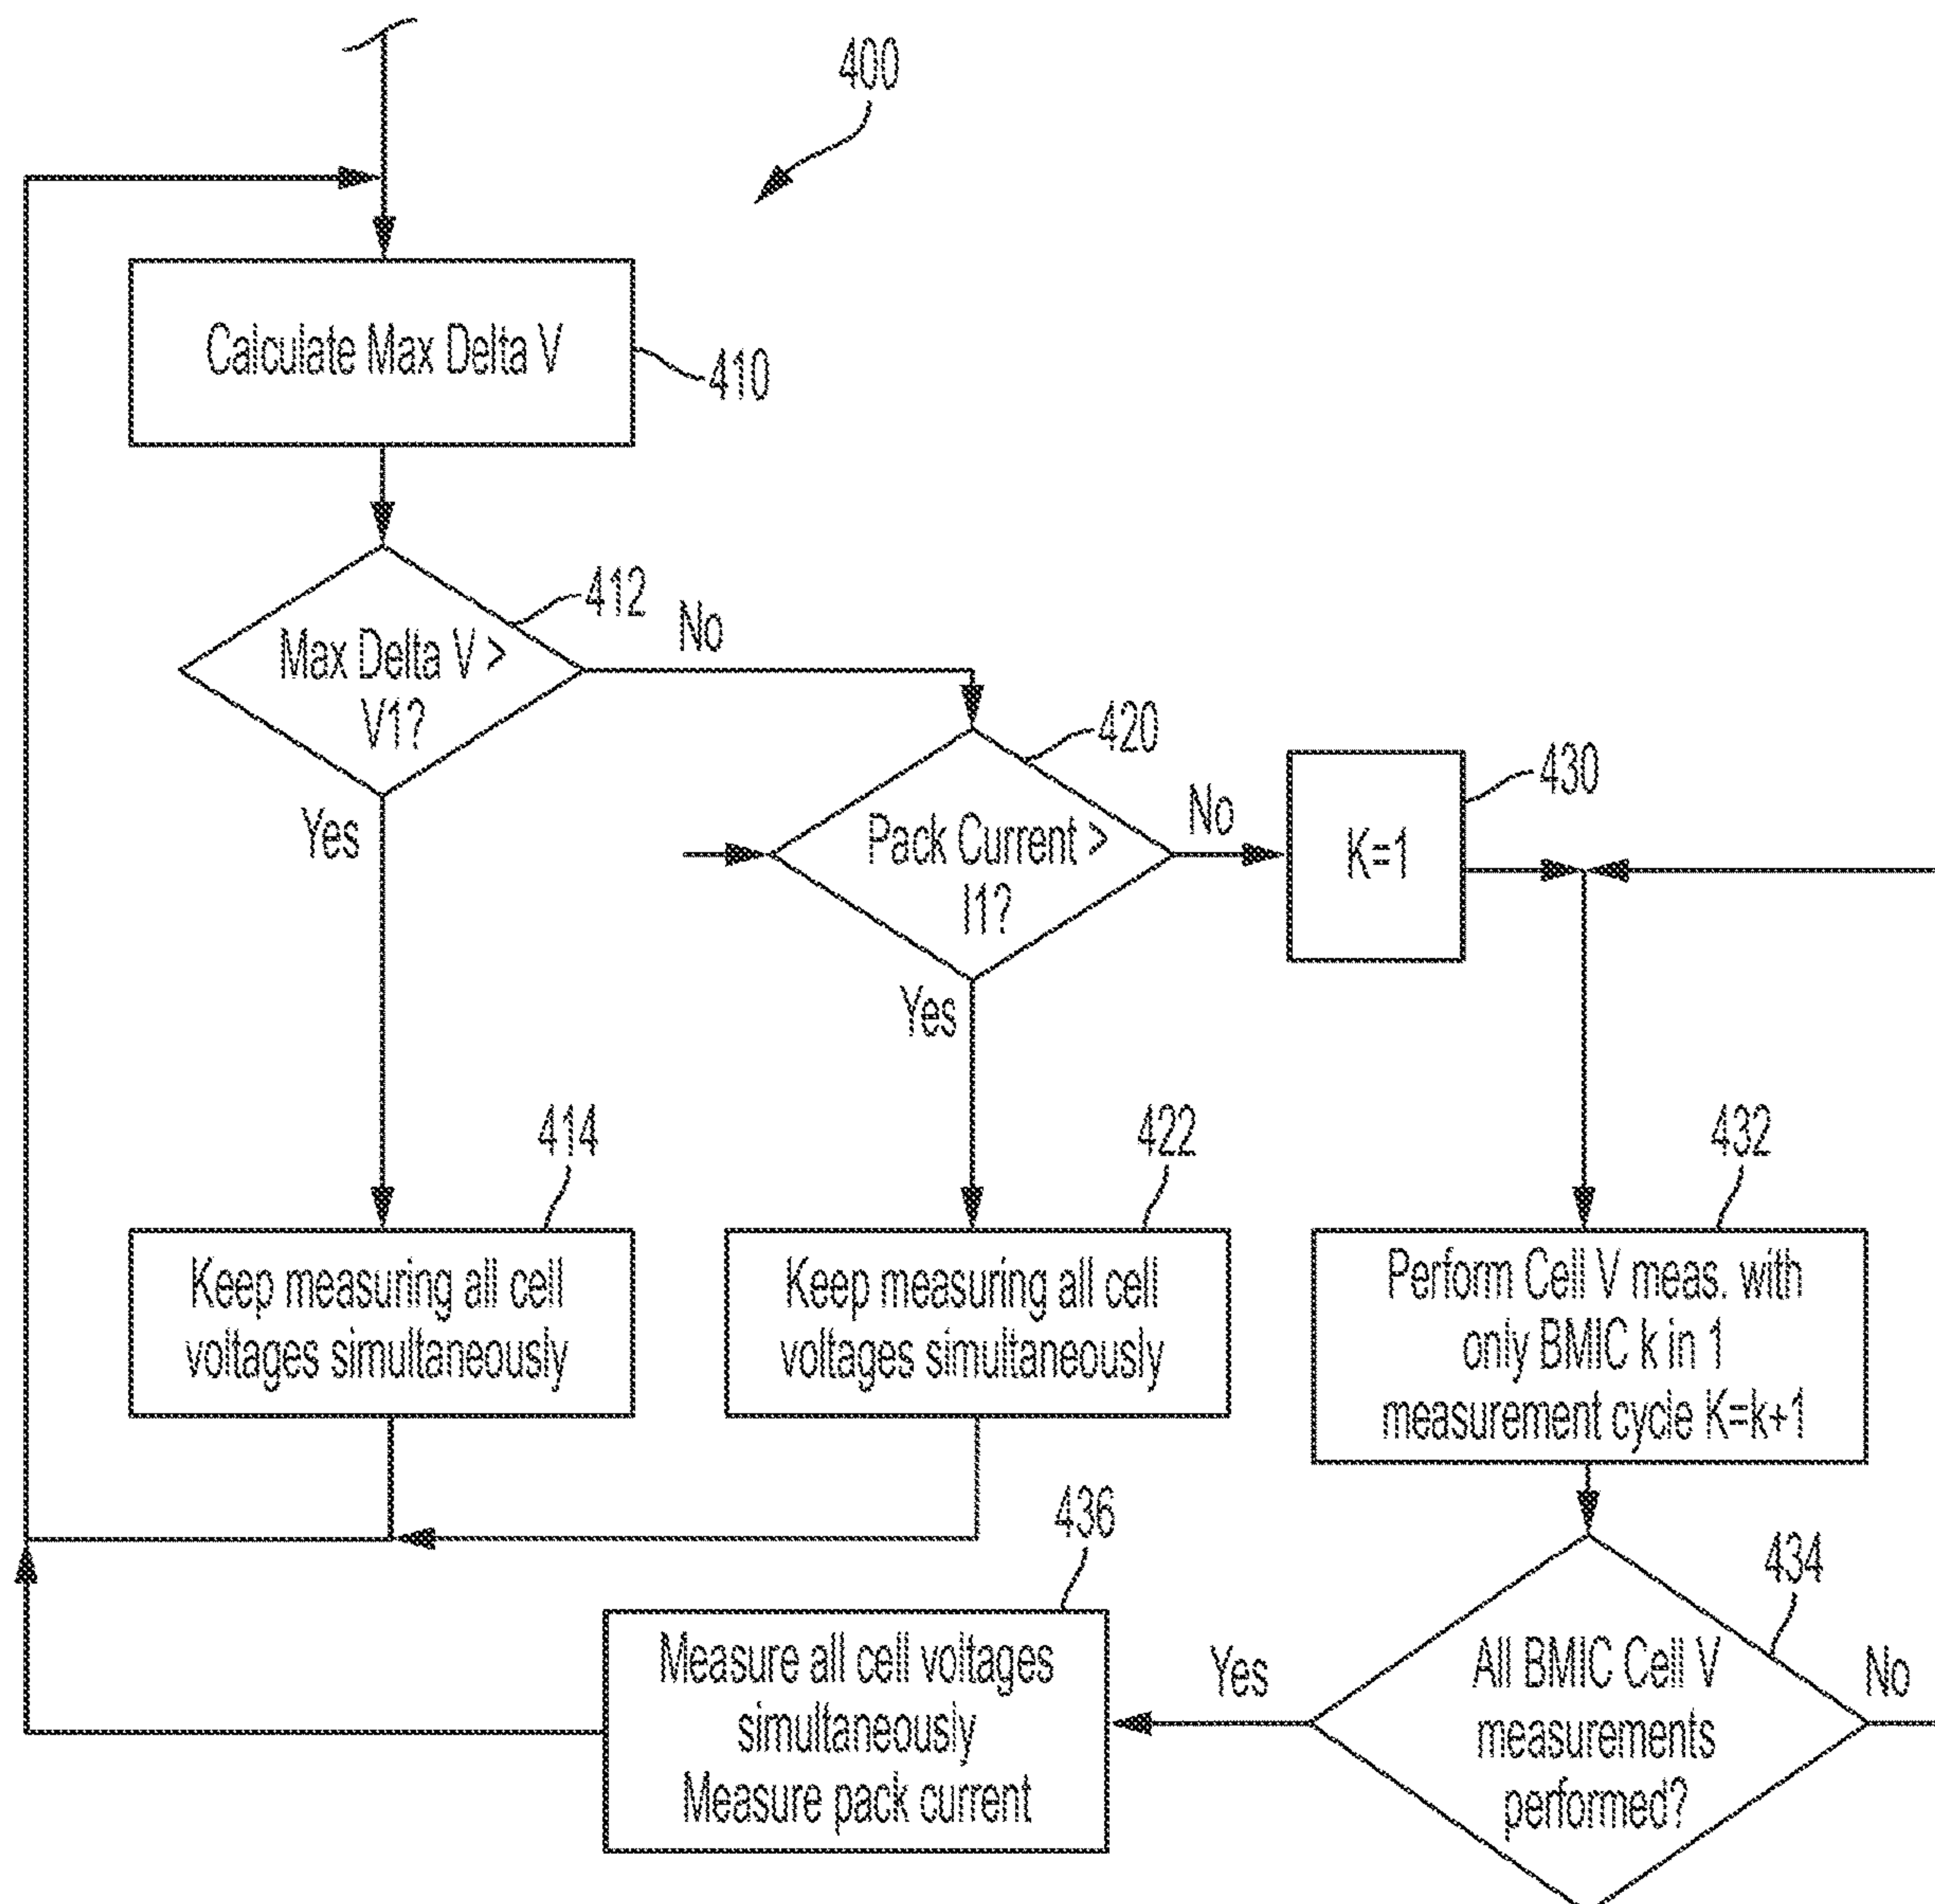 400
Calculate Max Delta V
410
412
Max Delta V >
V1?
No
Yes
420
Pack Current >
I1?
No
Yes
430
K=1
414
Keep measuring all cell
voltages simultaneously
422
Keep measuring all cell
voltages simultaneously
432
Perform Cell V meas. with
only BMIC k in 1
measurement cycle K=k+1
434
All BMIC Cell V
measurements
performed?
No
Yes
436
Measure all cell voltages
simultaneously
Measure pack current